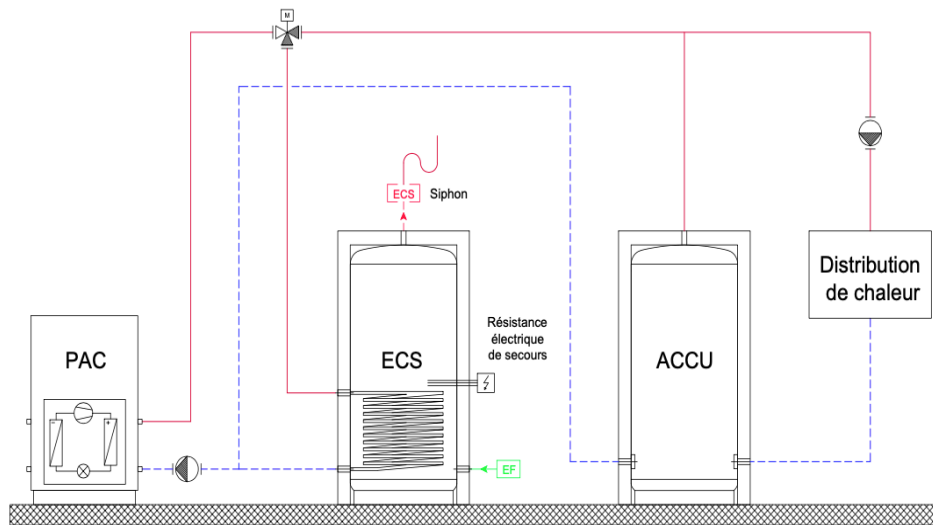 M
ECS
Siphon
Résistance
électrique
de secours
Distribution
de chaleur
PAC
ECS
ACCU
EF